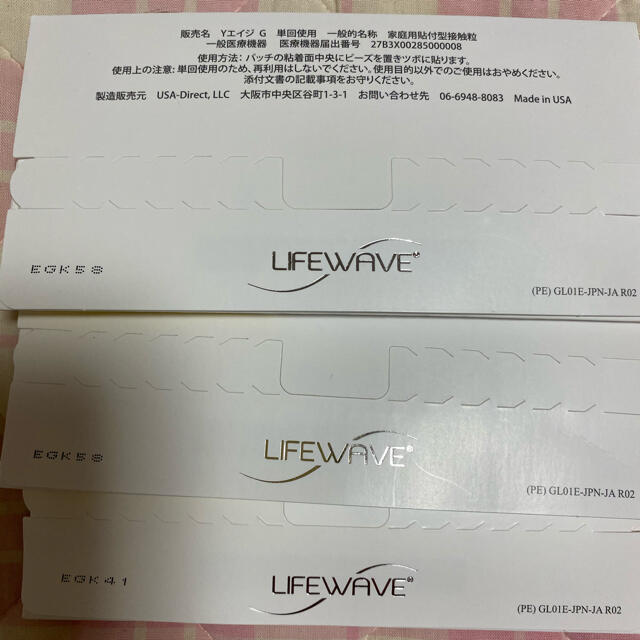 販売名 Yエイジ G 単回使用 一般的名称 家庭用貼付型接触粒
一般医療機器 医療機器届出番号 27B3X00285000008
使用方法：パッチの粘着面中央にビーズを置きツボに貼ります。
使用上の注意: 単回使用のため、再利用はしないでください。使用目的以外でのご使用はおやめください。
添付文書の記載事項をお守りください。
製造販売元 USA-Direct, LLC 大阪市中央区谷町1-3-1 お問い合わせ先 06-6948-8083 Made in USA
EGK58
LIFEWAVE®
(PE) GL01E-JPN-JA R02
EGK58
LIFEWAVE®
(PE) GL01E-JPN-JA R02
EGK41
LIFEWAVE®
(PE) GL01E-JPN-JA R02